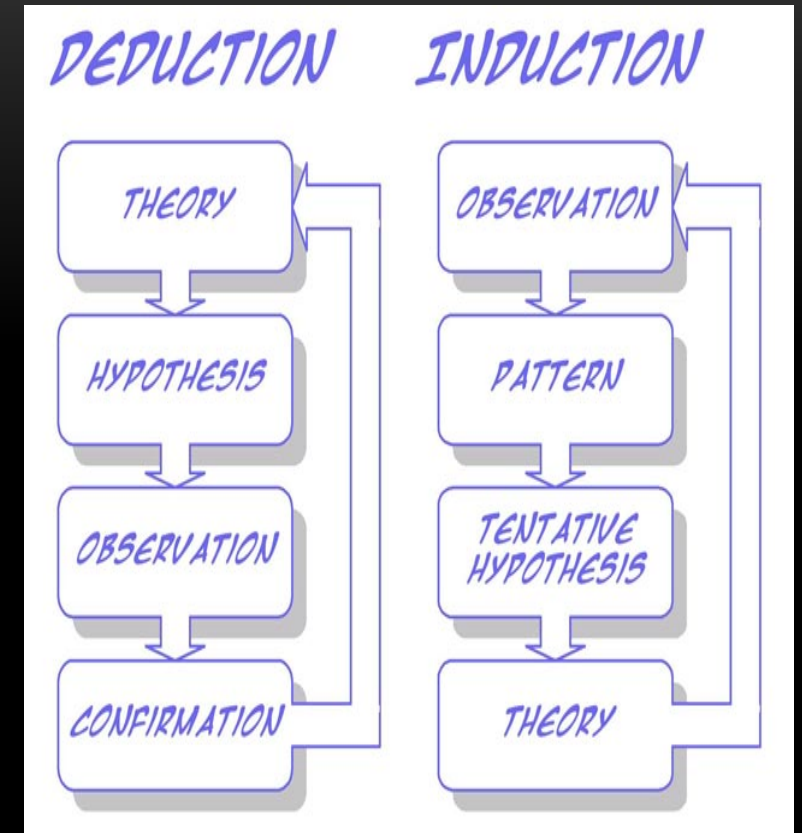 DEDUCTION
THEORY
HYPOTHESIS
OBSERVATION
CONFIRMATION
INDUCTION
OBSERVATION
PATTERN
TENTATIVE
HYPOTHESIS
THEORY